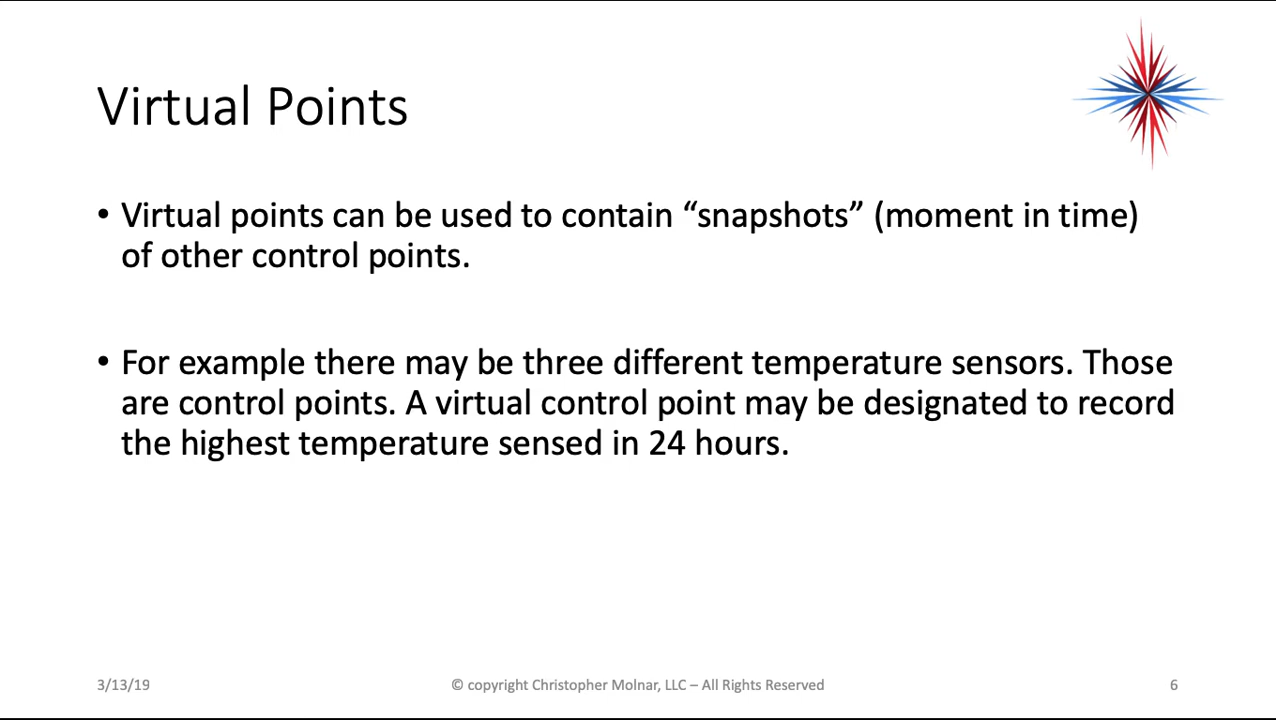 Virtual Points
• Virtual points can be used to contain “snapshots” (moment in time)
of other control points.
• For example there may be three different temperature sensors. Those
are control points. A virtual control point may be designated to record
the highest temperature sensed in 24 hours.
3/13/19
© copyright Christopher Molnar, LLC – All Rights Reserved
6